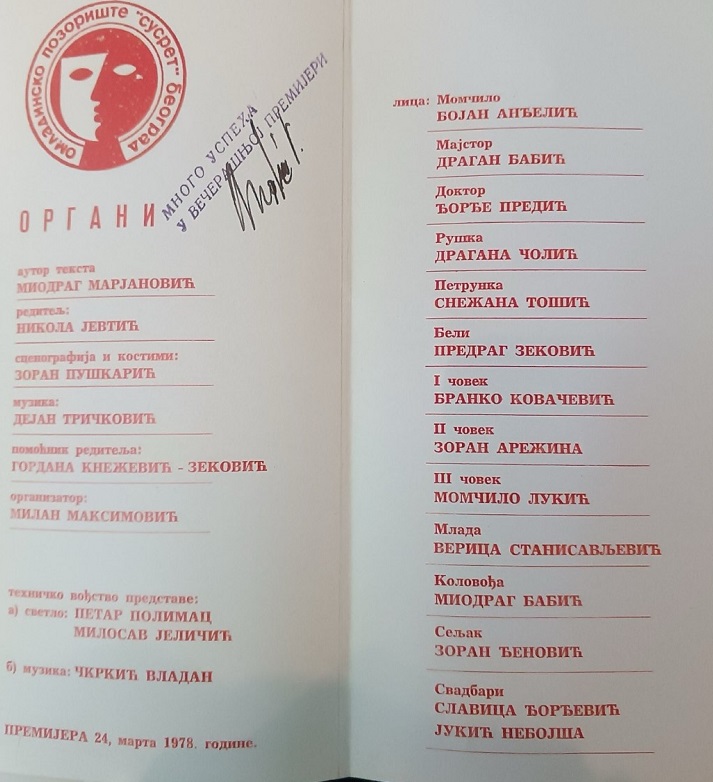 ОМЛАДИНСКО ПОЗОРИШТЕ "СУСРЕТ" БЕОГРАД
МНОГО УСПЕХА
У ВЕЧЕРАШЊОЈ ПРЕМИЈЕРИ
ОРГАНИ
аутор текста
МИОДРАГ МАРЈАНОВИЋ
редитељ:
НИКОЛА ЈЕВТИЋ
сценографија и костими:
ЗОРАН ПУШКАРИЋ
музика:
ДЕЈАН ТРИЧКОВИЋ
помоћник редитеља:
ГОРДАНА КНЕЖЕВИЋ - ЗЕКОВИЋ
организатор:
МИЛАН МАКСИМОВИЋ
техничко воћство представе:
а) светло: ПЕТАР ПОЛИМАЦ
МИЛОСАВ ЈЕЛИЧИЋ
б) музика: ЧКРКИЋ ВЛАДАН
ПРЕМИЈЕРА 24, марта 1978. године.
лица: Момчило
БОЈАН АНЂЕЛИЋ
Мајстор
ДРАГАН БАБИЋ
Доктор
ЂОРЂЕ ПРЕДИЋ
Рушка
ДРАГАНА ЧОЛИЋ
Петрунка
СНЕЖАНА ТОШИЋ
Бели
ПРЕДРАГ ЗЕКОВИЋ
I човек
БРАНКО КОВАЧЕВИЋ
II човек
ЗОРАН АРЕЖИНА
III човек
МОМЧИЛО ЛУКИЋ
Млада
ВЕРИЦА СТАНИСАВЉЕВИЋ
Коловођа
МИОДРАГ БАБИЋ
Сељак
ЗОРАН ЂЕНОВИЋ
Свадбари
СЛАВИЦА ЂОРЂЕВИЋ
ЈУКИЋ НЕБОЈША